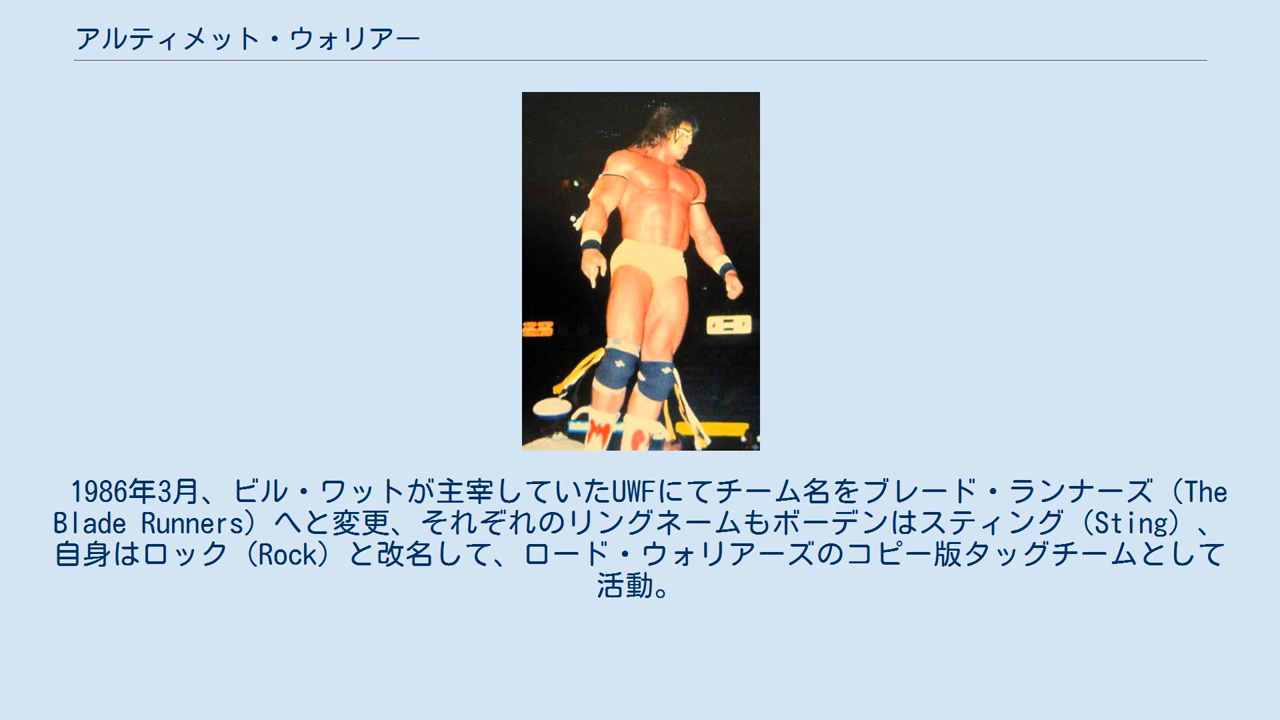 アルティメット・ウォリアー
1986年3月、ビル・ワットが主宰していたUWFにてチーム名をブレード・ランナーズ（The
Blade Runners）へと変更、それぞれのリングネームもボーデンはスティング（Sting）、
自身はロック（Rock）と改名して、ロード・ウォリアーズのコピー版タッグチームとして
活動。